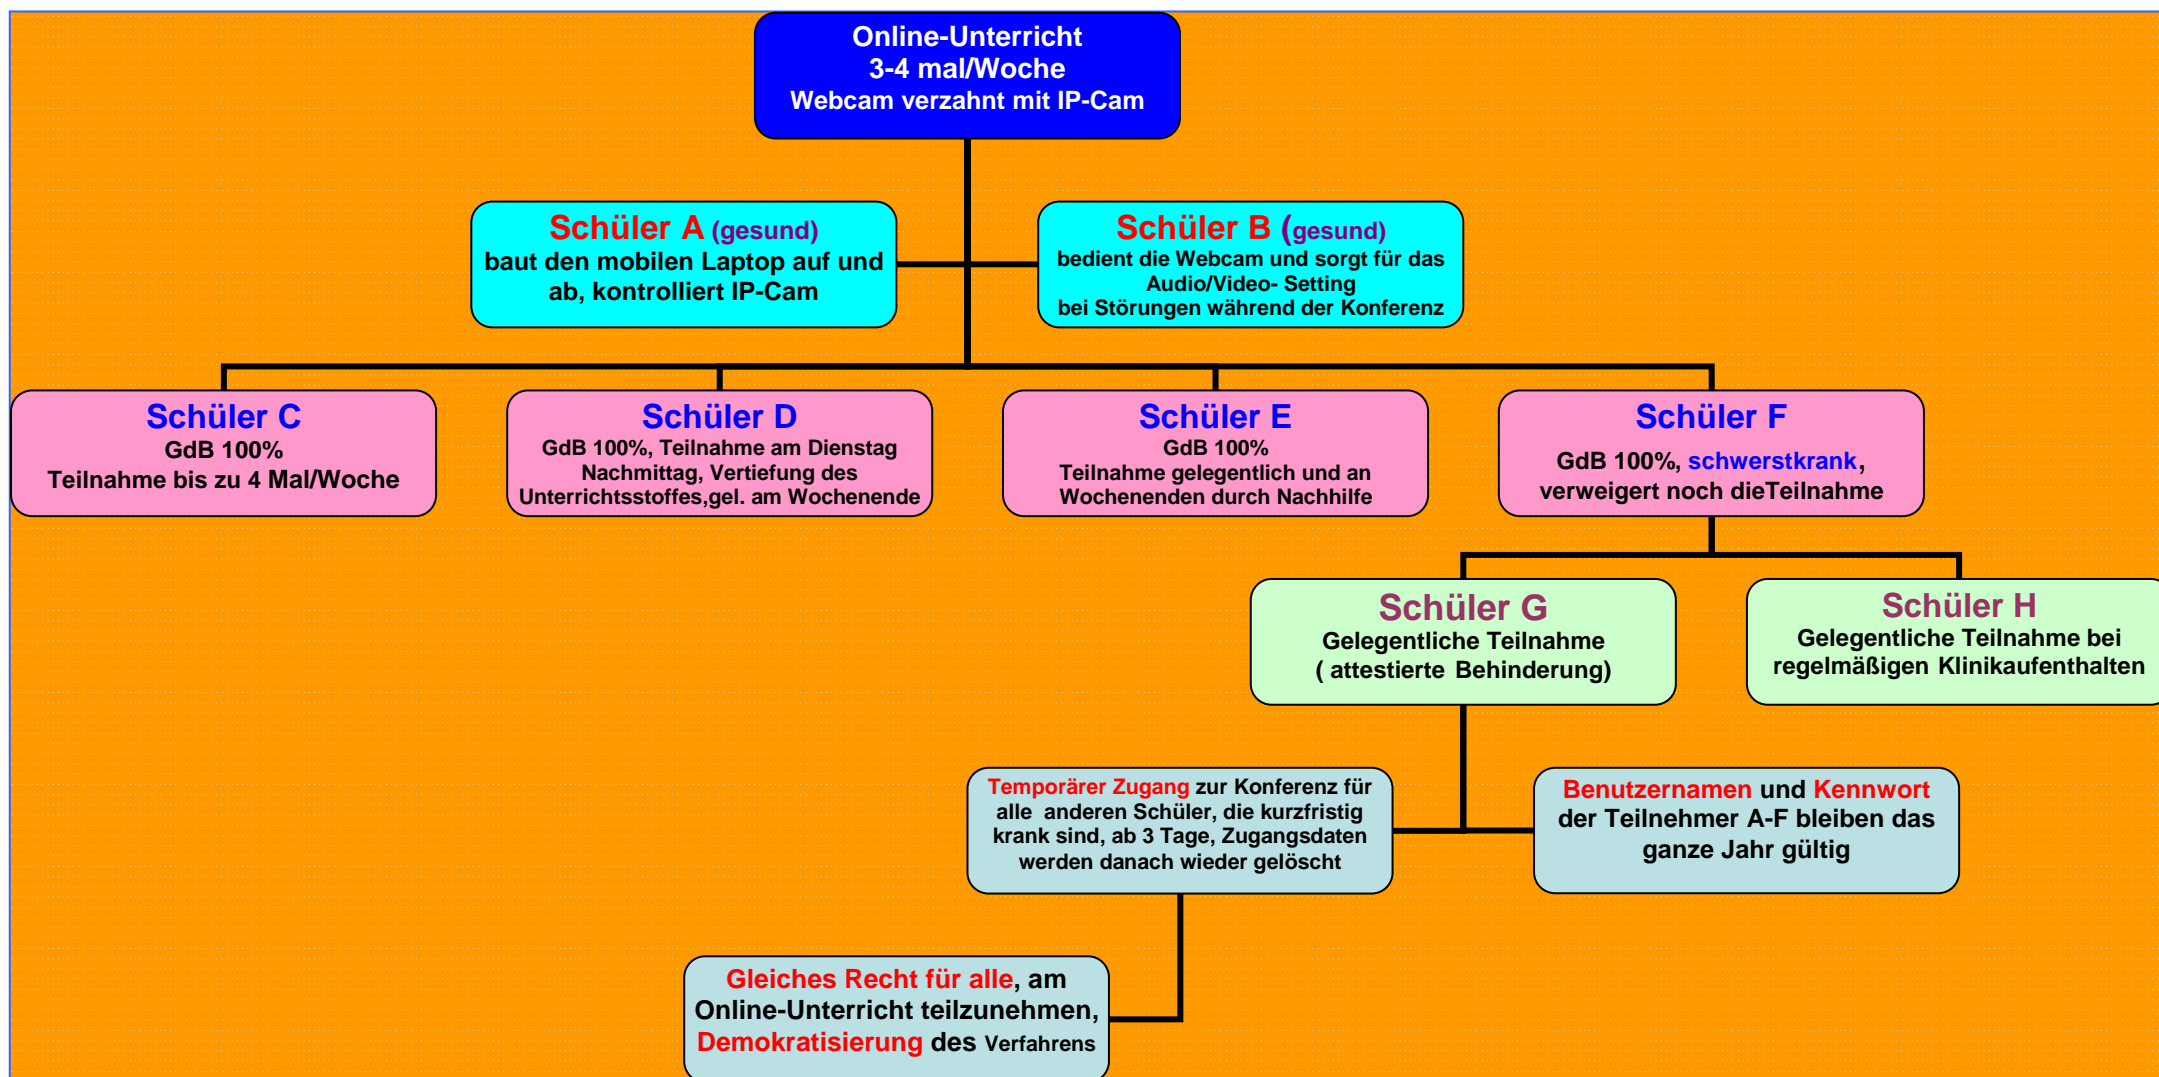 Online-Unterricht
3-4 mal/Woche
Webcam verzahnt mit IP-Cam
Schüler A (gesund)
baut den mobilen Laptop auf und
ab, kontrolliert IP-Cam
Schüler B (gesund)
bedient die Webcam und sorgt für das
Audio/Video- Setting
bei Störungen während der Konferenz
Schüler C
GdB 100%
Teilnahme bis zu 4 Mal/Woche
Schüler D
GdB 100%, Teilnahme am Dienstag
Nachmittag, Vertiefung des
Unterrichtsstoffes,gel. am Wochenende
Schüler E
GdB 100%
Teilnahme gelegentlich und an
Wochenenden durch Nachhilfe
Schüler F
GdB 100%, schwerstkrank,
verweigert noch dieTeilnahme
Schüler G
Gelegentliche Teilnahme
( attestierte Behinderung)
Schüler H
Gelegentliche Teilnahme bei
regelmäßigen Klinikaufenthalten
Temporärer Zugang zur Konferenz für
alle anderen Schüler, die kurzfristig
krank sind, ab 3 Tage, Zugangsdaten
werden danach wieder gelöscht
Benutzernamen und Kennwort
der Teilnehmer A-F bleiben das
ganze Jahr gültig
Gleiches Recht für alle, am
Online-Unterricht teilzunehmen,
Demokratisierung des Verfahrens